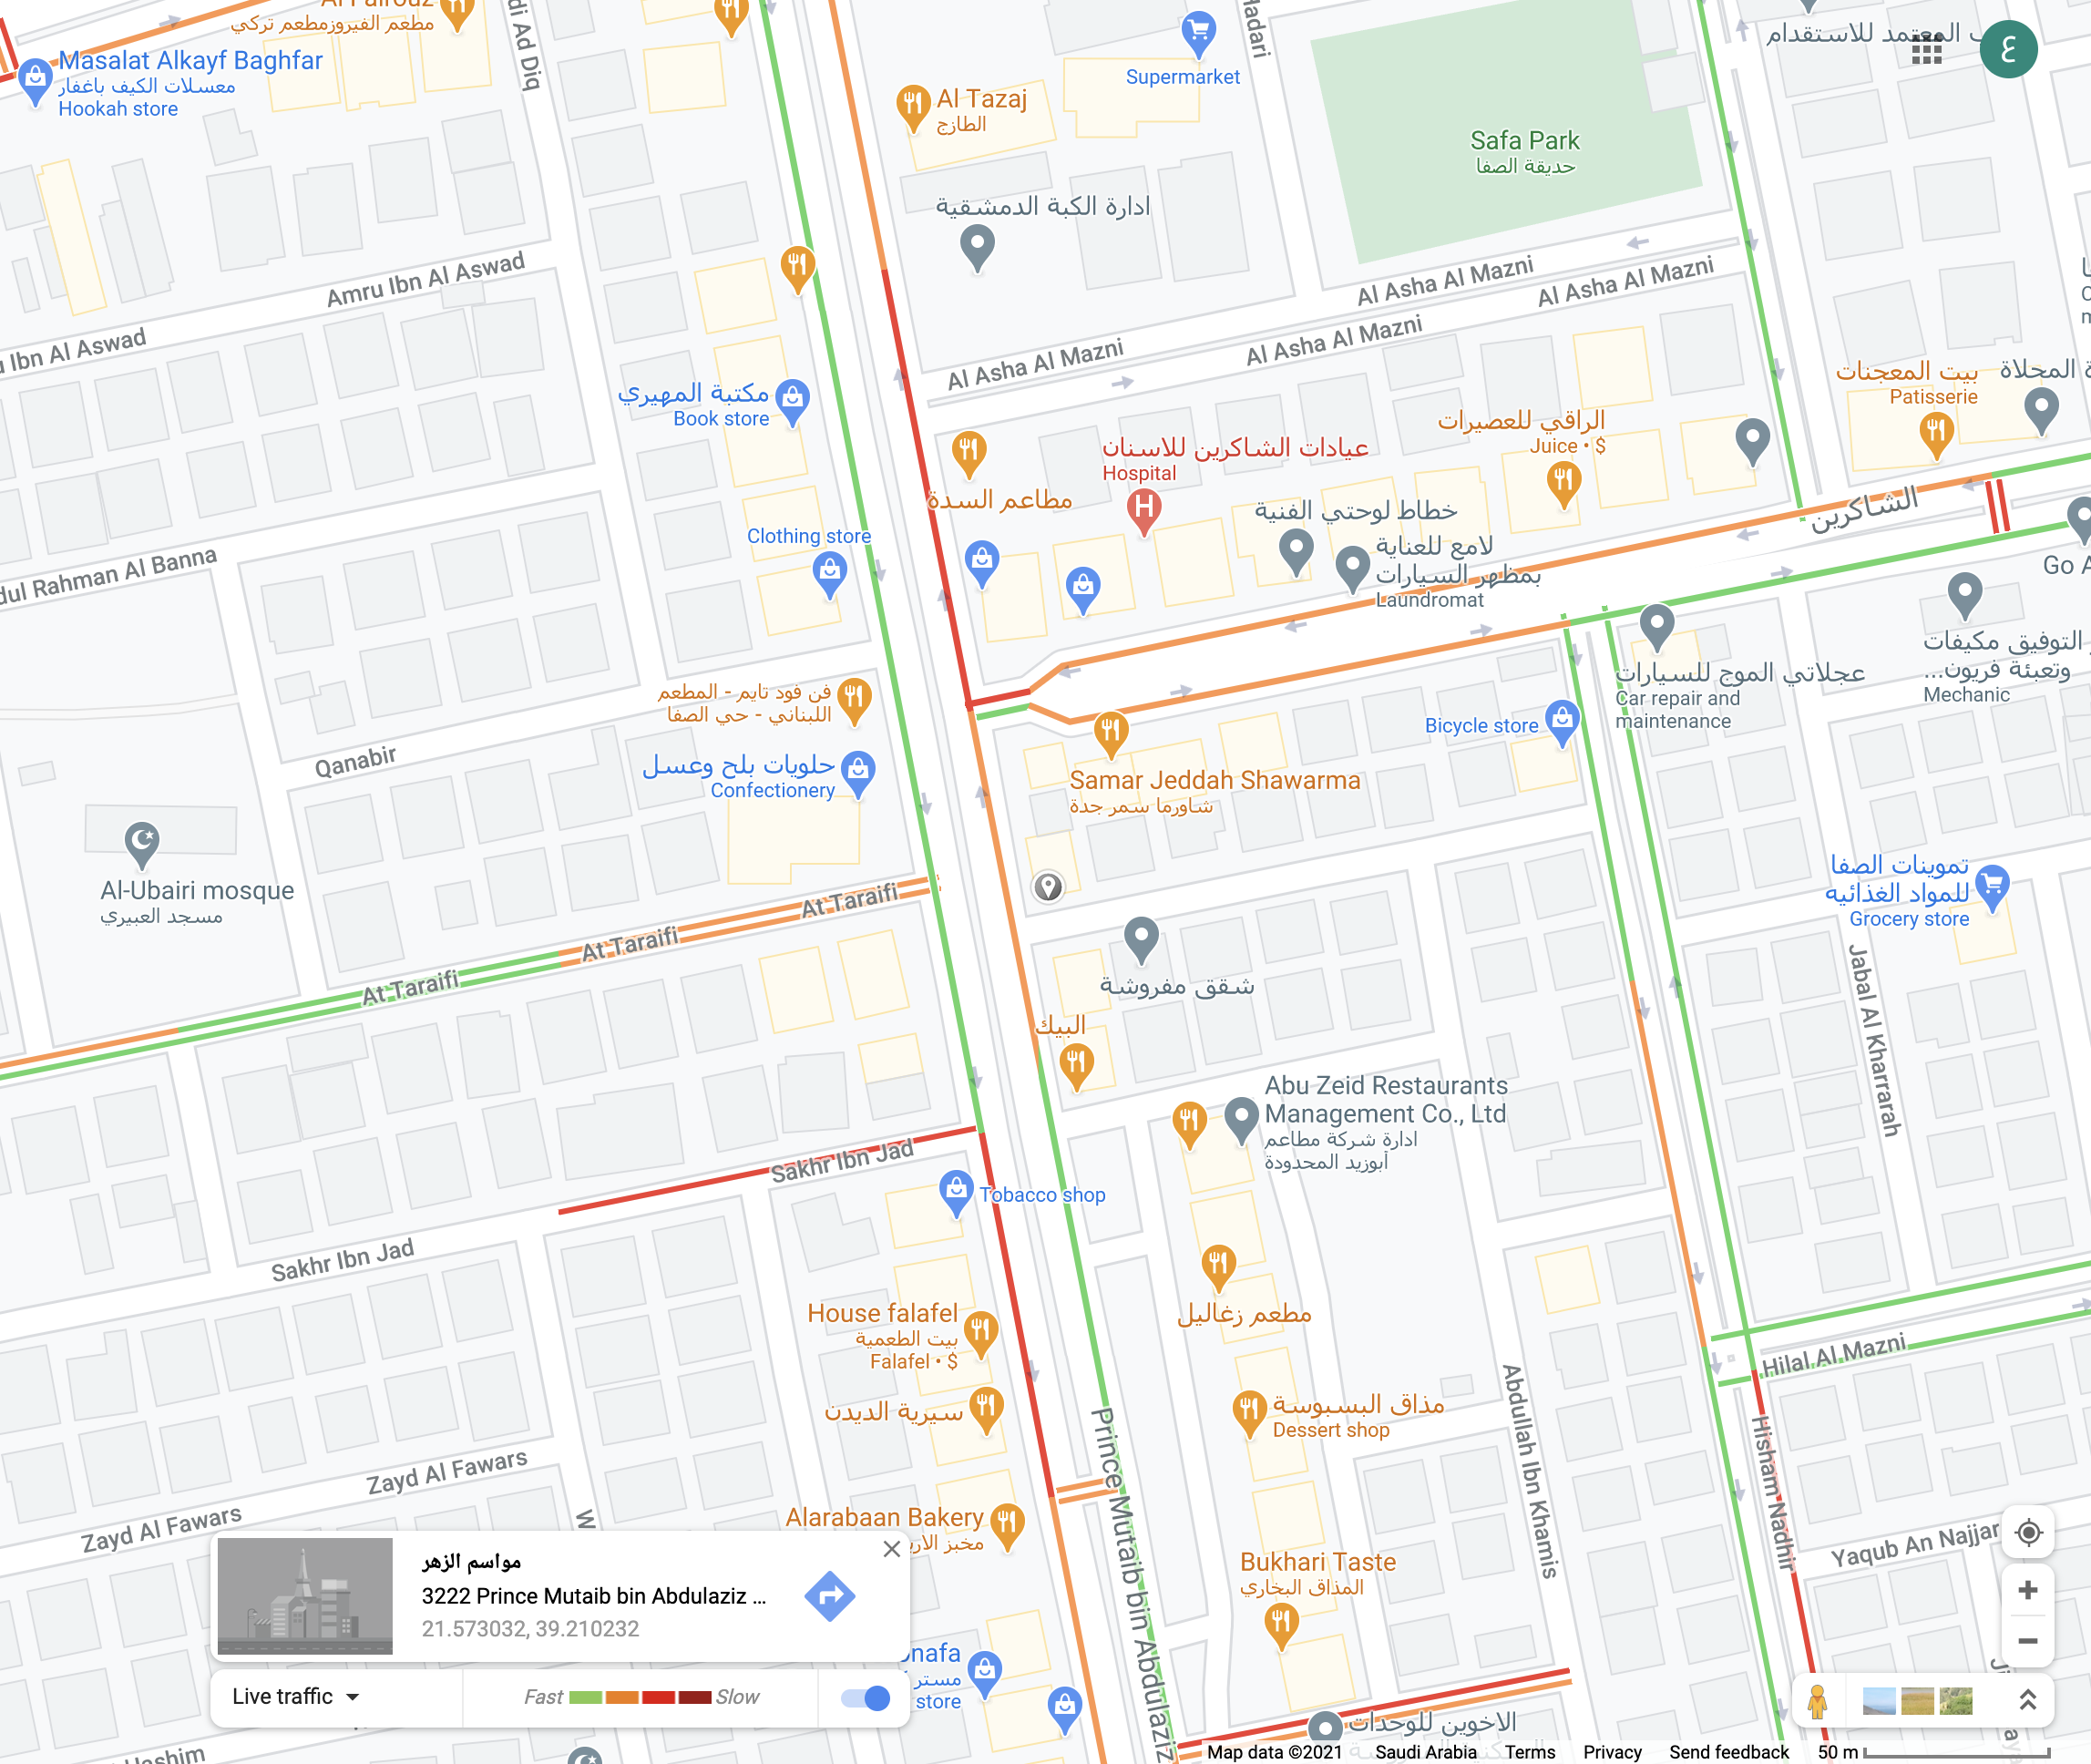 Al Fairouz
مطعم الفيروزمطعم تركي
Masalat Alkayf Baghfar
معسلات الكيف باغفار
Hookah store
di Ad Diq
Hadari
Supermarket
Al Tazaj
الطازج
Safa Park
حديقة الصفا
المعتمد للاستقدام
ع
ادارة الكبة الدمشقية
Amru Ibn Al Aswad
Ibn Al Aswad
Al Asha Al Mazni
Al Asha Al Mazni
Al Asha Al Mazni
Al Asha Al Mazni
مكتبة المهيري
Book store
بيت المعجنات
Patisserie
ة المحلاة
الراقي للعصيرات
Juice • $
عيادات الشاكرين للاسنان
Hospital
مطاعم السدة
خطاط لوحتي الفنية
الشاكرين
Clothing store
لامع للعناية
بمظهر السيارات
Laundromat
Go A
dul Rahman Al Banna
التوفيق مكيفات
وتعبئة فريون...
Mechanic
عجلاتي الموج للسيارات
Car repair and
maintenance
فن فود تايم - المطعم
اللبناني - حي الصفا
Bicycle store
Qanabir
حلويات بلح وعسل
Confectionery
Samar Jeddah Shawarma
شاورما سمر جدة
Al-Ubairi mosque
مسجد العبيري
At Taraifi
At Taraifi
At Taraifi
تموينات الصفا
للمواد الغذائيه
Grocery store
شقق مفروشة
Jabal Al Kharrarah
البيك
Abu Zeid Restaurants
Management Co., Ltd
ادارة شركة مطاعم
أبوزيد المحدودة
Sakhr Ibn Jad
Tobacco shop
Sakhr Ibn Jad
House falafel
بيت الطعمية
Falafel • $
مطعم زغاليل
Hilal Al Mazni
سيرية الديدن
مذاق البسبوسة
Dessert shop
Abdullah Ibn Khamis
Hisham Nadhir
Prince Mutaib bin Abdulaziz
Zayd Al Fawars
Zayd Al Fawars
W
Alarabaan Bakery
مخبز الار
Yaqub An Najjar
Bukhari Taste
المذاق البخاري
مواسم الزهر
3222 Prince Mutaib bin Abdulaziz ...
21.573032, 39.210232
onafa
مستر
store
Live traffic
Fast
Slow
الاخوين للوحدات
Hashim
Map data ©2021 Saudi Arabia Terms Privacy Send feedback 50 m